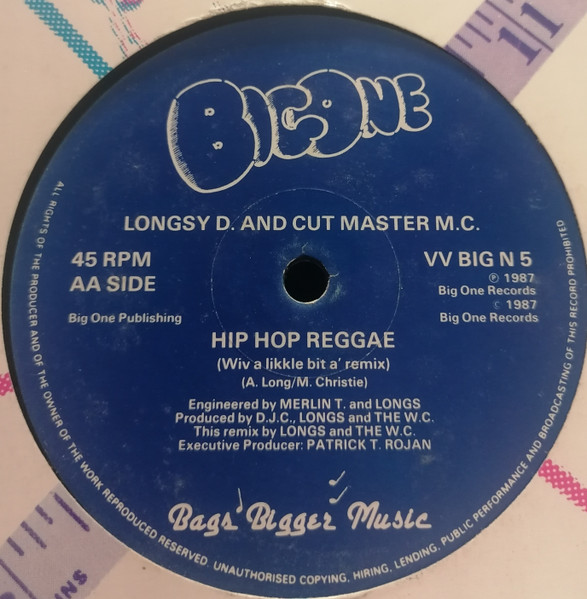 BIG ONE
LONGSY D. AND CUT MASTER M.C.
45 RPM
AA SIDE
VV BIG N 5
℗ 1987
Big One Records
© 1987
Big One Records
Big One Publishing
HIP HOP REGGAE
(Wiv a likkle bit a' remix)
(A. Long/M. Christie)
Engineered by MERLIN T. and LONGS
Produced by D.J.C., LONGS and THE W.C.
This remix by LONGS and THE W.C.
Executive Producer: PATRICK T. ROJAN
Bags Bigger Music
ALL RIGHTS OF THE PRODUCER AND OF THE OWNER OF THE WORK REPRODUCED RESERVED UNAUTHORISED COPYING, HIRING, LENDING, PUBLIC PERFORMANCE AND BROADCASTING OF THIS RECORD PROHIBITED
11
INS